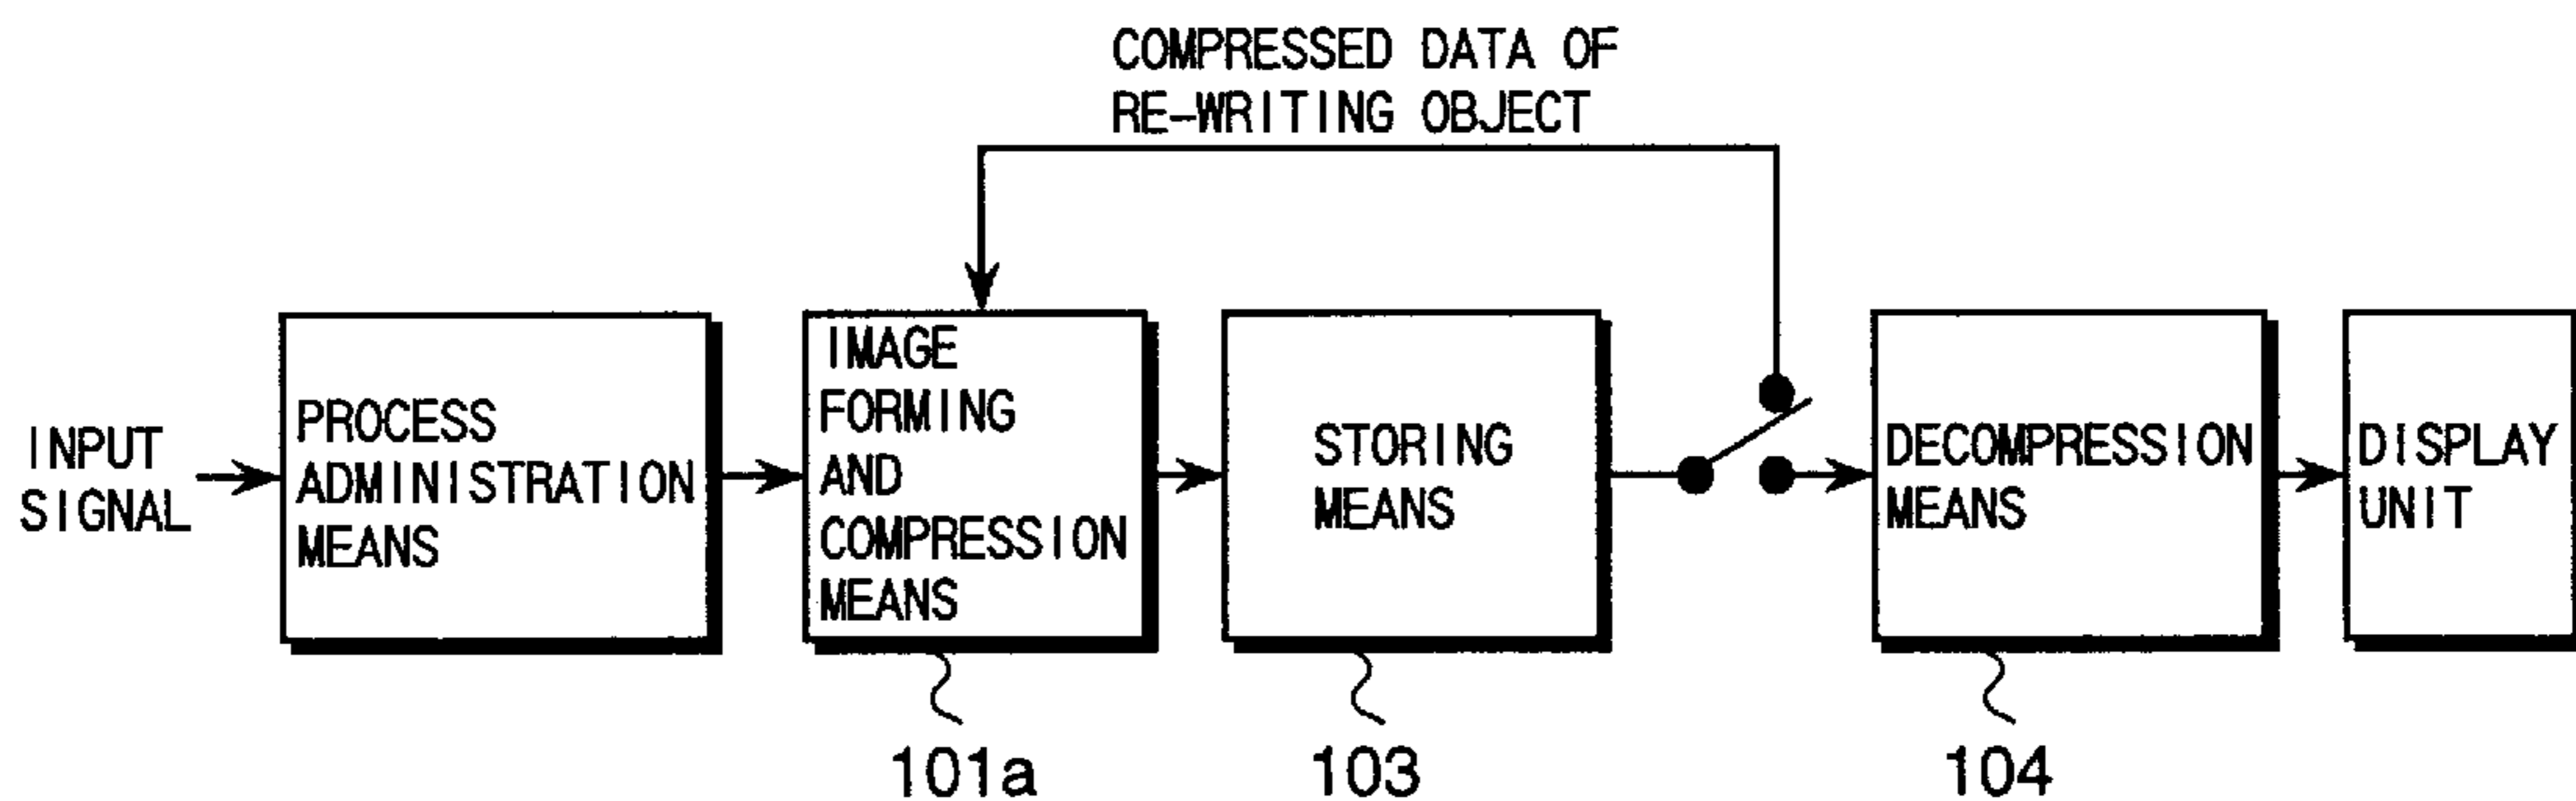 COMPRESSED DATA OF
RE-WRITING OBJECT
INPUT
SIGNAL
PROCESS
ADMINISTRATION
MEANS
IMAGE
FORMING
AND
COMPRESSION
MEANS
STORING
MEANS
DECOMPRESSION
MEANS
DISPLAY
UNIT
101a
103
104